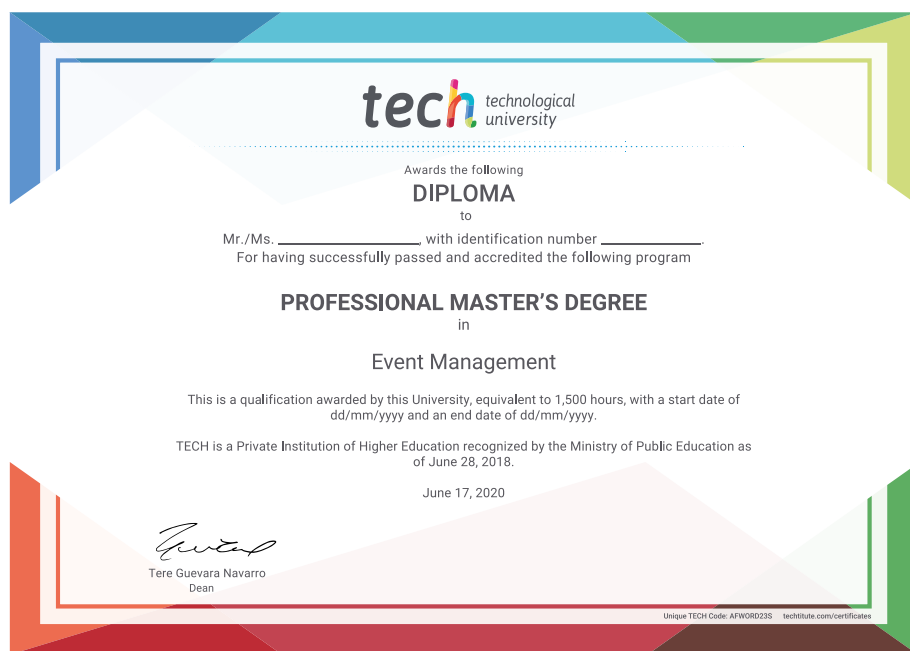 tech technological
university
Awards the following
DIPLOMA
to
Mr./Ms. ____________________, with identification number ______________.
For having successfully passed and accredited the following program
PROFESSIONAL MASTER'S DEGREE
in
Event Management
This is a qualification awarded by this University, equivalent to 1,500 hours, with a start date of
dd/mm/yyyy and an end date of dd/mm/yyyy.
TECH is a Private Institution of Higher Education recognized by the Ministry of Public Education as
of June 28, 2018.
June 17, 2020
Tere Guevara Navarro
Dean
Unique TECH Code: AFWORD23S techtitute.com/certificates